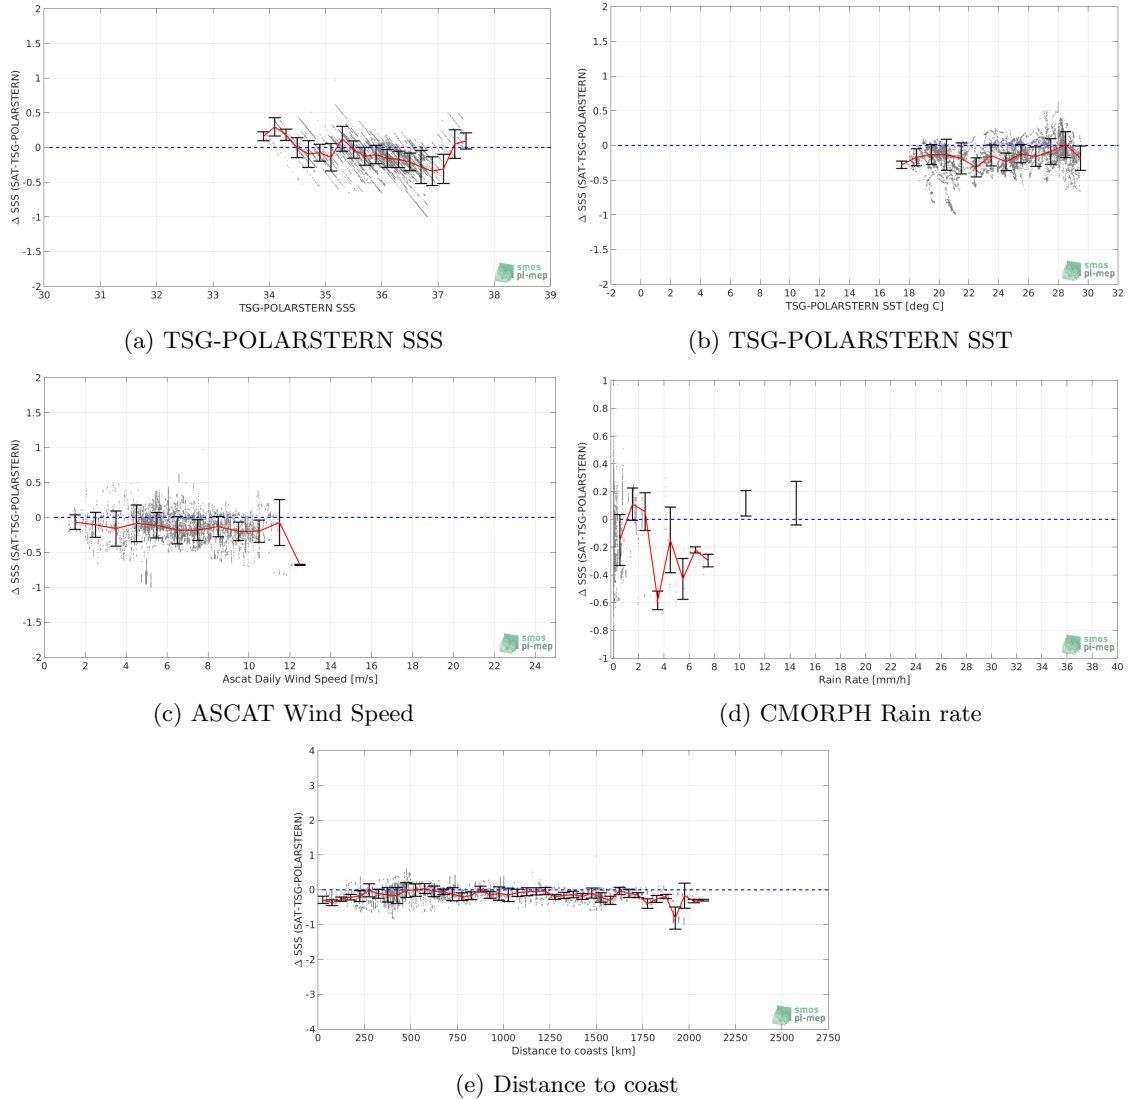 2
1.5
1
0.5
0
-0.5
-1
-1.5
-2
Δ SSS (SAT-TSG-POLARSTERN)
30 31 32 33 34 35 36 37 38 39
TSG-POLARSTERN SSS
smos
pi-mep
(a) TSG-POLARSTERN SSS
2
1.5
1
0.5
0
-0.5
-1
-1.5
-2
Δ SSS (SAT-TSG-POLARSTERN)
-2 0 2 4 6 8 10 12 14 16 18 20 22 24 26 28 30 32
TSG-POLARSTERN SST [deg C]
smos
pi-mep
(b) TSG-POLARSTERN SST
2
1.5
1
0.5
0
-0.5
-1
-1.5
-2
Δ SSS (SAT-TSG-POLARSTERN)
0 2 4 6 8 10 12 14 16 18 20 22 24
Ascat Daily Wind Speed [m/s]
smos
pi-mep
(c) ASCAT Wind Speed
1
0.8
0.6
0.4
0.2
0
-0.2
-0.4
-0.6
-0.8
-1
Δ SSS (SAT-TSG-POLARSTERN)
0 2 4 6 8 10 12 14 16 18 20 22 24 26 28 30 32 34 36 38 40
Rain Rate [mm/h]
smos
pi-mep
(d) CMORPH Rain rate
4
3
2
1
0
-1
-2
-3
-4
Δ SSS (SAT-TSG-POLARSTERN)
0 250 500 750 1000 1250 1500 1750 2000 2250 2500 2750
Distance to coasts [km]
smos
pi-mep
(e) Distance to coast